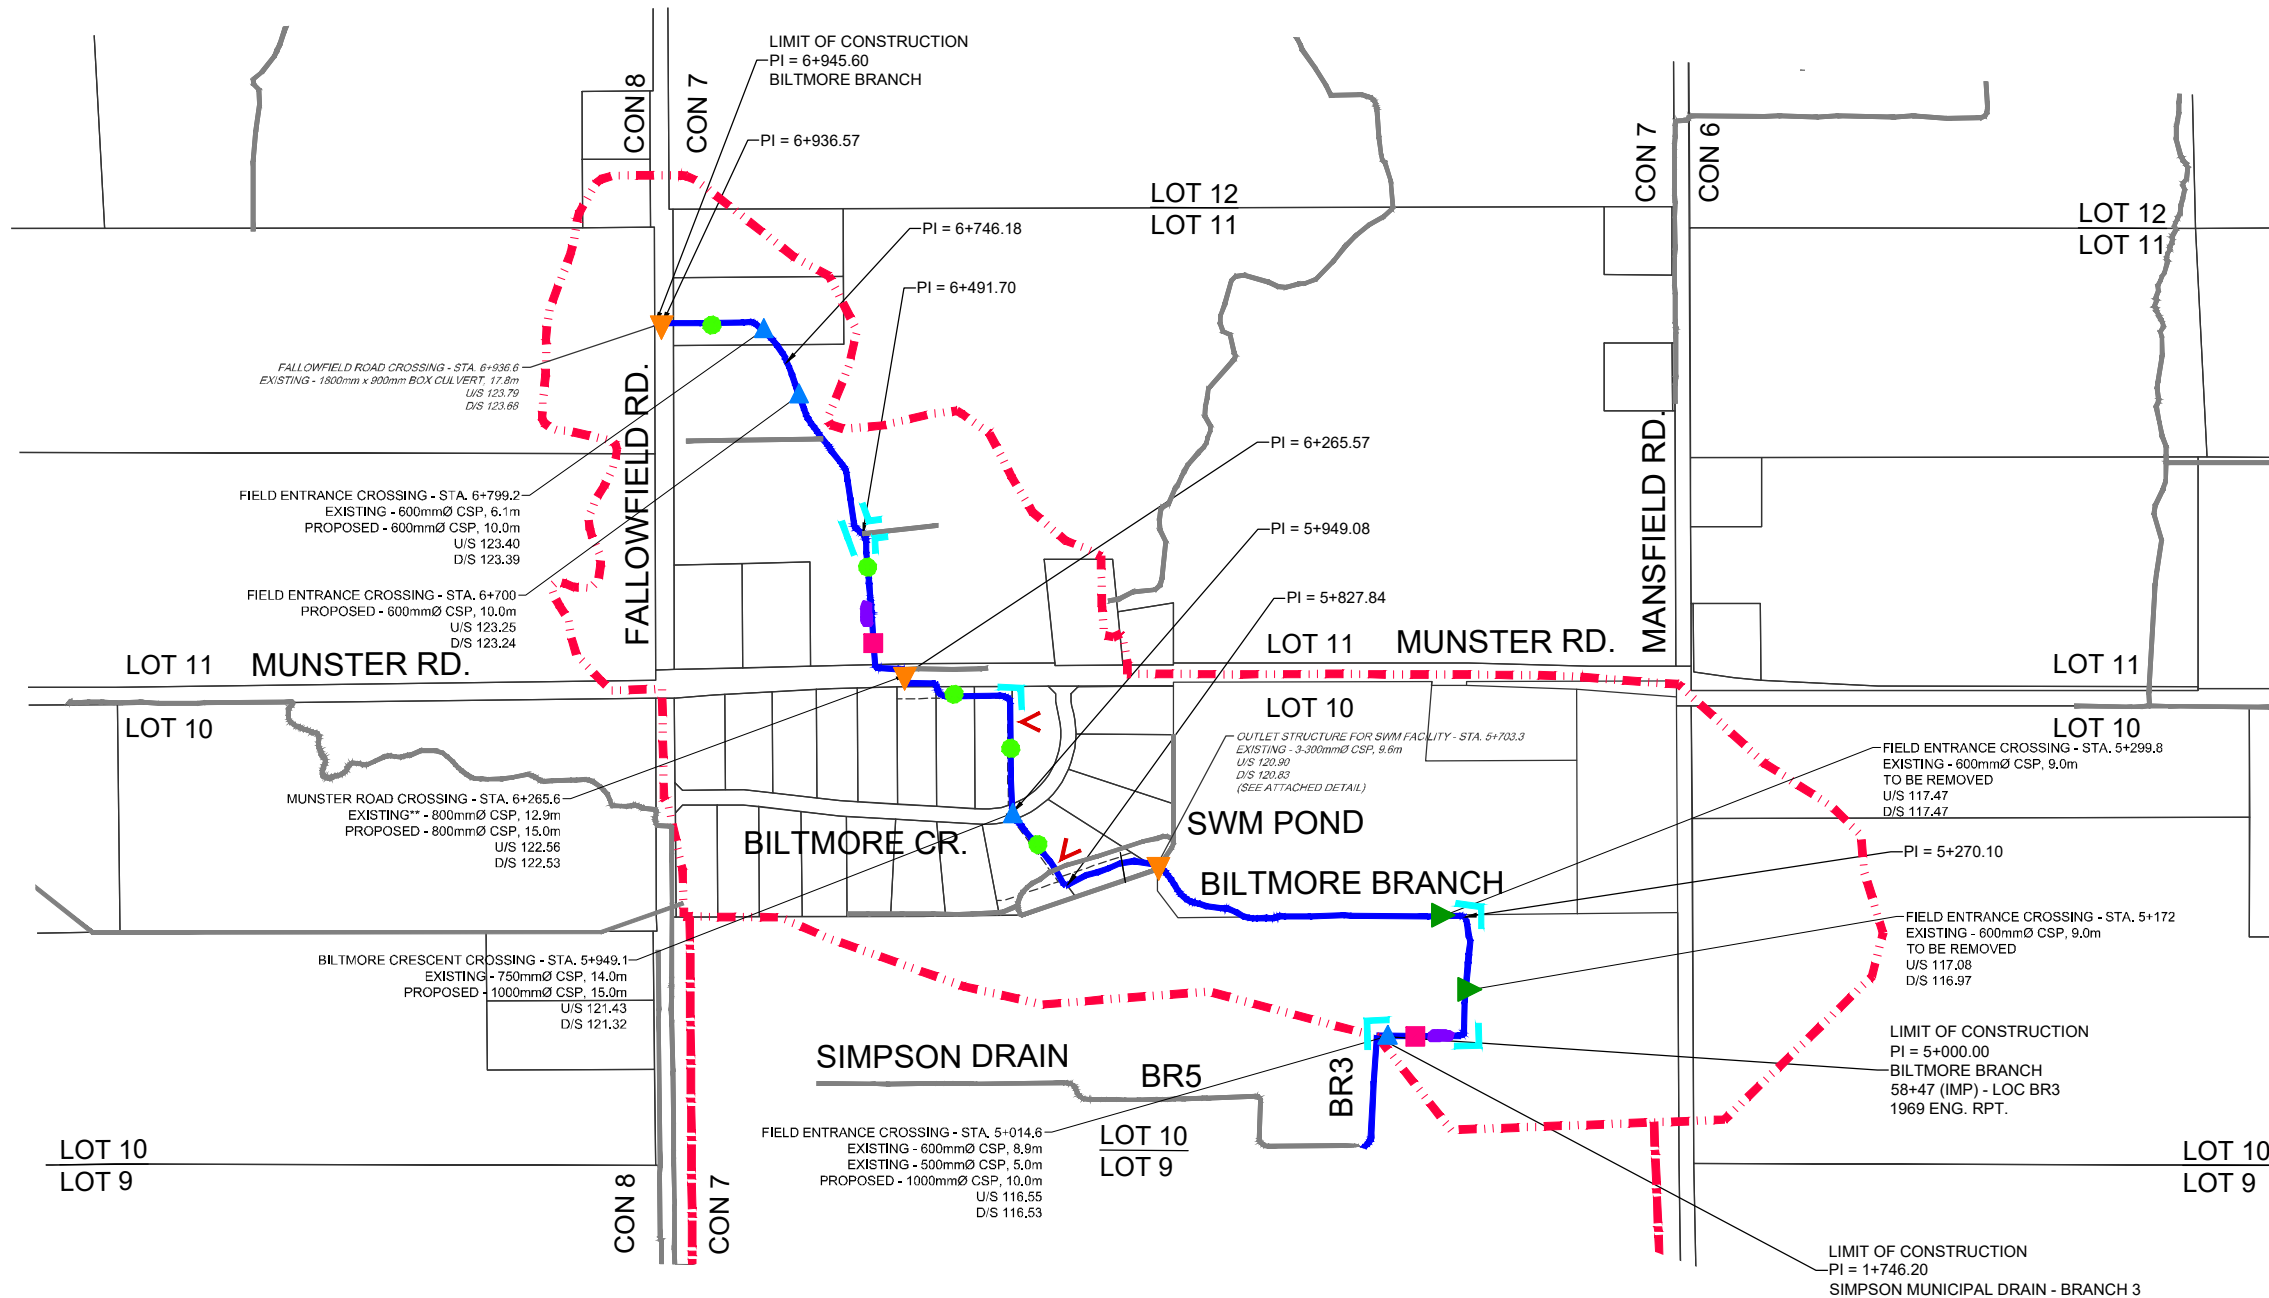 LIMIT OF CONSTRUCTION
PI = 6+945.60
BILTMORE BRANCH
CON 8
CON 7
PI = 6+936.57
CON 7
CON 6
LOT 12
LOT 11
LOT 12
LOT 11
PI = 6+746.18
PI = 6+491.70
FALLOWFIELD ROAD CROSSING - STA. 6+936.6
EXISTING - 1800mm x 900mm BOX CULVERT, 17.8m
U/S 123.79
D/S 123.68
FALLOWFIELD RD.
MANSFIELD RD.
PI = 6+265.57
FIELD ENTRANCE CROSSING - STA. 6+799.2
EXISTING - 600mmØ CSP, 6.1m
PROPOSED - 600mmØ CSP, 10.0m
U/S 123.40
D/S 123.39
PI = 5+949.08
FIELD ENTRANCE CROSSING - STA. 6+700
PROPOSED - 600mmØ CSP, 10.0m
U/S 123.25
D/S 123.24
PI = 5+827.84
LOT 11
MUNSTER RD.
LOT 11
MUNSTER RD.
LOT 11
LOT 10
LOT 10
LOT 10
OUTLET STRUCTURE FOR SWM FACILITY - STA. 5+703.3
EXISTING - 3-300mmØ CSP, 9.6m
U/S 120.90
D/S 120.83
(SEE ATTACHED DETAIL)
FIELD ENTRANCE CROSSING - STA. 5+299.8
EXISTING - 600mmØ CSP, 9.0m
TO BE REMOVED
U/S 117.47
D/S 117.47
MUNSTER ROAD CROSSING - STA. 6+265.6
EXISTING** - 800mmØ CSP, 12.9m
PROPOSED - 800mmØ CSP, 15.0m
U/S 122.56
D/S 122.53
BILTMORE CR.
SWM POND
PI = 5+270.10
BILTMORE BRANCH
FIELD ENTRANCE CROSSING - STA. 5+172
EXISTING - 600mmØ CSP, 9.0m
TO BE REMOVED
U/S 117.08
D/S 116.97
BILTMORE CRESCENT CROSSING - STA. 5+949.1
EXISTING - 750mmØ CSP, 14.0m
PROPOSED - 1000mmØ CSP, 15.0m
U/S 121.43
D/S 121.32
LIMIT OF CONSTRUCTION
PI = 5+000.00
BILTMORE BRANCH
58+47 (IMP) - LOC BR3
1969 ENG. RPT.
SIMPSON DRAIN
BR5
BR3
FIELD ENTRANCE CROSSING - STA. 5+014.6
EXISTING - 600mmØ CSP, 8.9m
EXISTING - 500mmØ CSP, 5.0m
PROPOSED - 1000mmØ CSP, 10.0m
U/S 116.55
D/S 116.53
LOT 10
LOT 9
LOT 10
LOT 9
LOT 10
LOT 9
CON 8
CON 7
LIMIT OF CONSTRUCTION
PI = 1+746.20
SIMPSON MUNICIPAL DRAIN - BRANCH 3